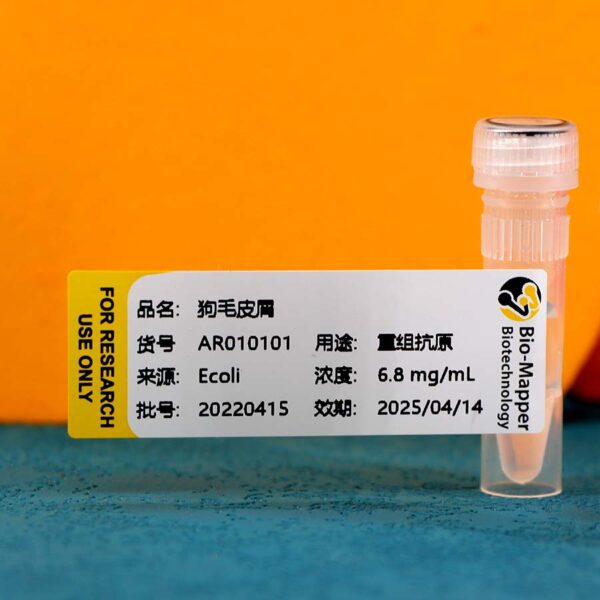 FOR RESEARCH
USE ONLY
品名: 狗毛皮屑
货号 AR010101 用途: 重组抗原
来源: Ecoli 浓度: 6.8 mg/mL
批号: 20220415 效期: 2025/04/14
Bio-Mapper
Biotechnology